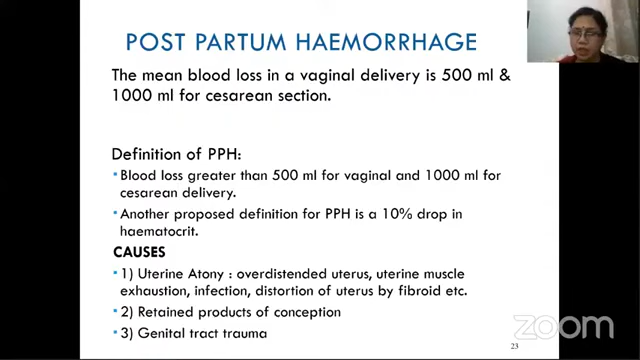 POST PARTUM HAEMORRHAGE
The mean blood loss in a vaginal delivery is 500 ml &
1000 ml for cesarean section.
Definition of PPH:
Blood loss greater than 500 ml for vaginal and 1000 ml for
cesarean delivery.
Another proposed definition for PPH is a 10% drop in
haematocrit.
CAUSES
1) Uterine Atony : overdistended uterus, uterine muscle
exhaustion, infection, distortion of uterus by fibroid etc.
2) Retained products of conception
3) Genital tract trauma
23
zoom